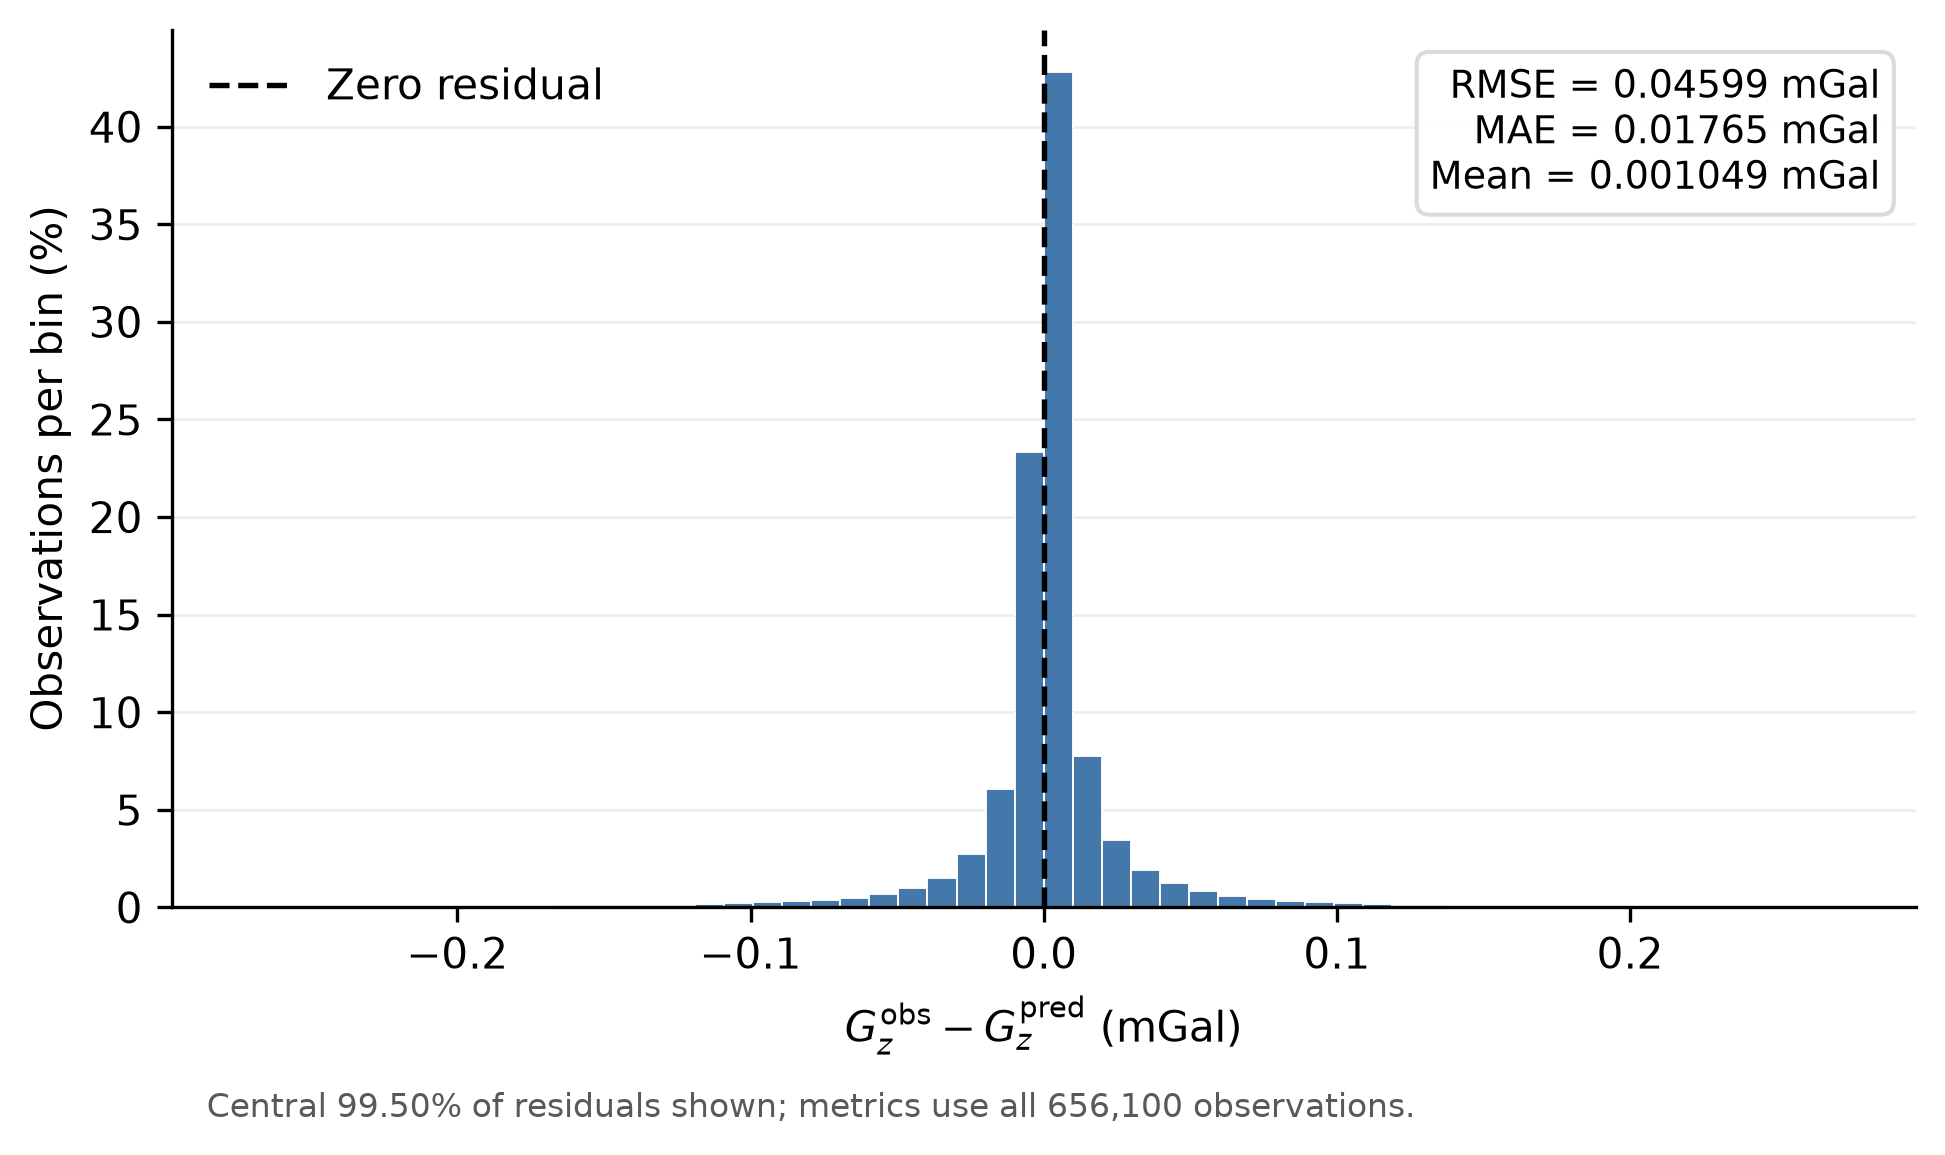 Zero residual
RMSE = 0.04599 mGal
MAE = 0.01765 mGal
Mean = 0.001049 mGal
Observations per bin (%)
40
35
30
25
20
15
10
5
0
−0.2 −0.1 0.0 0.1 0.2
G_z^obs − G_z^pred (mGal)
Central 99.50% of residuals shown; metrics use all 656,100 observations.